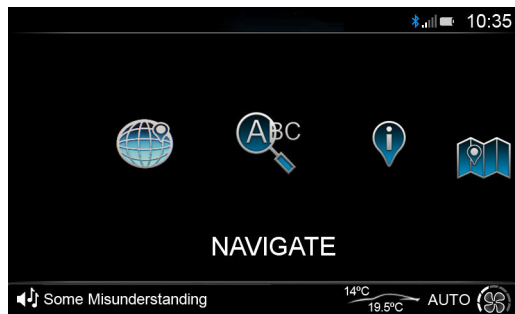 10:35
ABC
NAVIGATE
Some Misunderstanding
14ºC
19.5ºC
AUTO